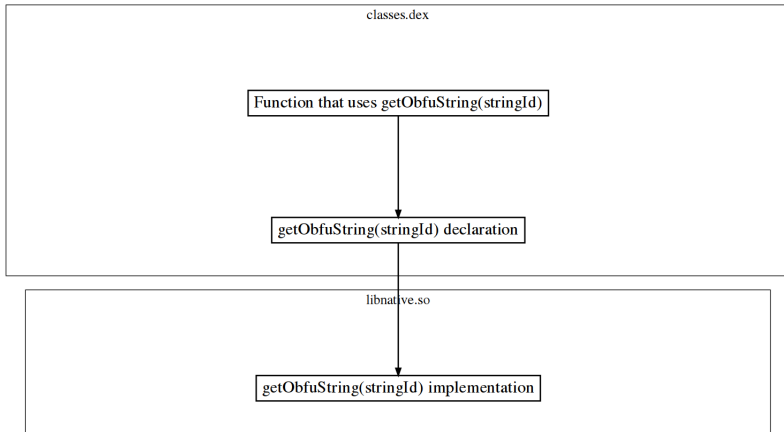 classes.dex
Function that uses getObfuString(stringId)
getObfuString(stringId) declaration
libnative.so
getObfuString(stringId) implementation